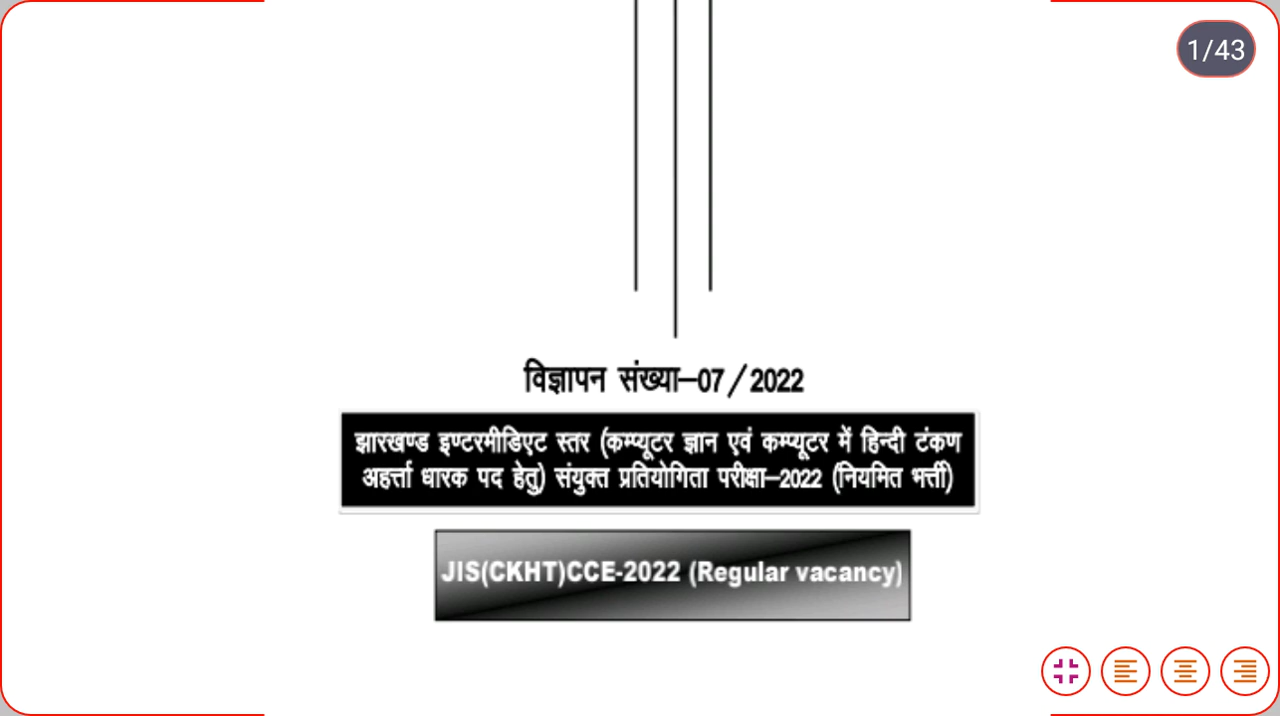 1/43
विज्ञापन संख्या–07/2022
झारखण्ड इण्टरमीडिएट स्तर (कम्प्यूटर ज्ञान एवं कम्प्यूटर में हिन्दी टंकण
अहर्त्ता धारक पद हेतु) संयुक्त प्रतियोगिता परीक्षा–2022 (नियमित भर्त्ती)
JIS(CKHT)CCE-2022 (Regular vacancy)